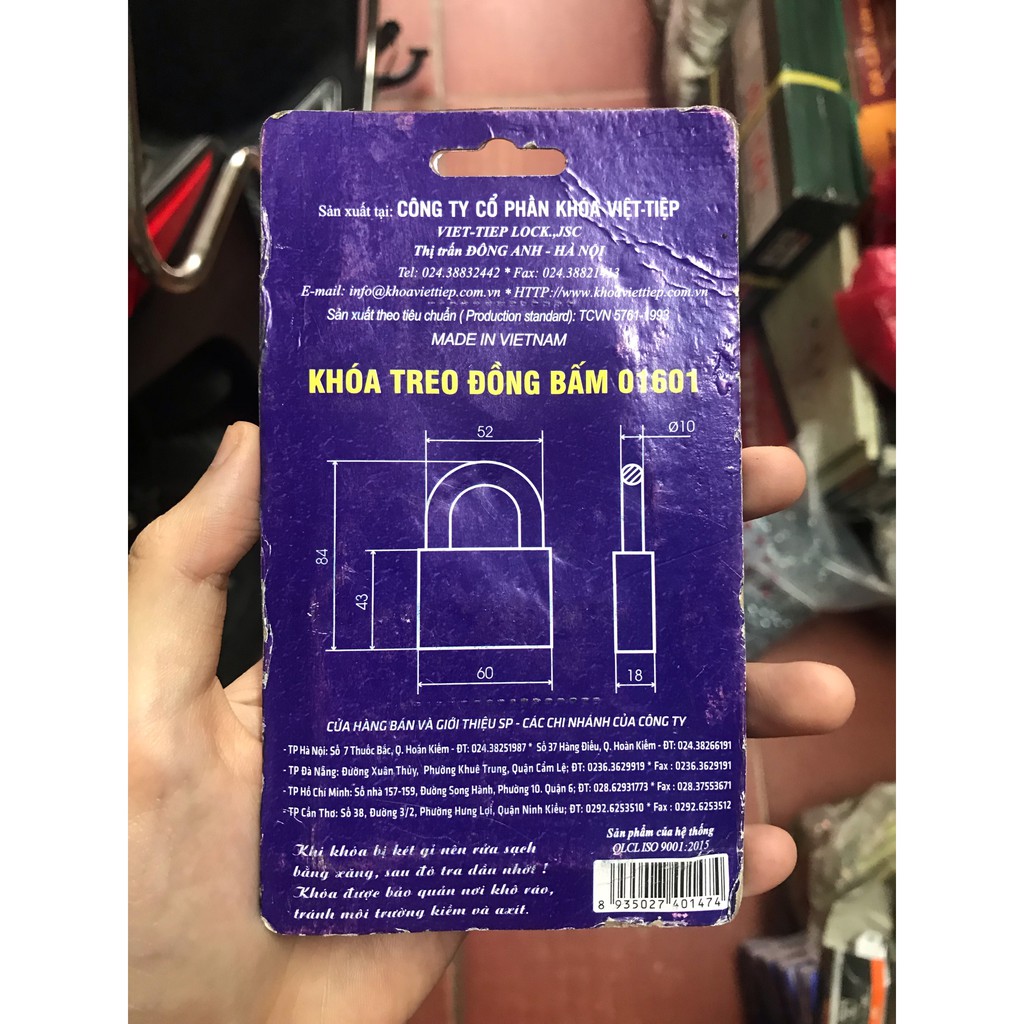 Sản xuất tại: CÔNG TY CỔ PHẦN KHÓA VIỆT-TIỆP
VIET-TIEP LOCK.,JSC
Thị trấn ĐÔNG ANH - HÀ NỘI
Tel: 024.38832442 * Fax: 024.38821413
E-mail: info@khoaviettiep.com.vn * HTTP://www.khoaviettiep.com.vn
Sản xuất theo tiêu chuẩn ( Production standard): TCVN 5761-1993
MADE IN VIETNAM
KHÓA TREO ĐỒNG BẤM 01601
52
Ø10
84
43
60
18
CỬA HÀNG BÁN VÀ GIỚI THIỆU SP - CÁC CHI NHÁNH CỦA CÔNG TY
- TP Hà Nội: Số 7 Thuốc Bắc, Q. Hoàn Kiếm - ĐT: 024.38251987 * Số 37 Hàng Điếu, Q. Hoàn Kiếm - ĐT: 024.38266191
- TP Đà Nẵng: Đường Xuân Thủy, Phường Khuê Trung, Quận Cẩm Lệ; ĐT: 0236.3629919 * Fax : 0236.3629191
- TP Hồ Chí Minh: Số nhà 157-159, Đường Song Hành, Phường 10. Quận 6; ĐT: 028.62931773 * Fax : 028.37553671
- TP Cần Thơ: Số 38, Đường 3/2, Phường Hưng Lợi, Quận Ninh Kiều; ĐT: 0292.6253510 * Fax : 0292.6253512
Sản phẩm của hệ thống
QLCL ISO 9001:2015
Khi khóa bị kẹt gỉ nên rửa sạch
bằng xăng, sau đó tra dầu nhớt !
Khóa được bảo quản nơi khô ráo,
tránh môi trường kiềm và axit.
8 935027 401474